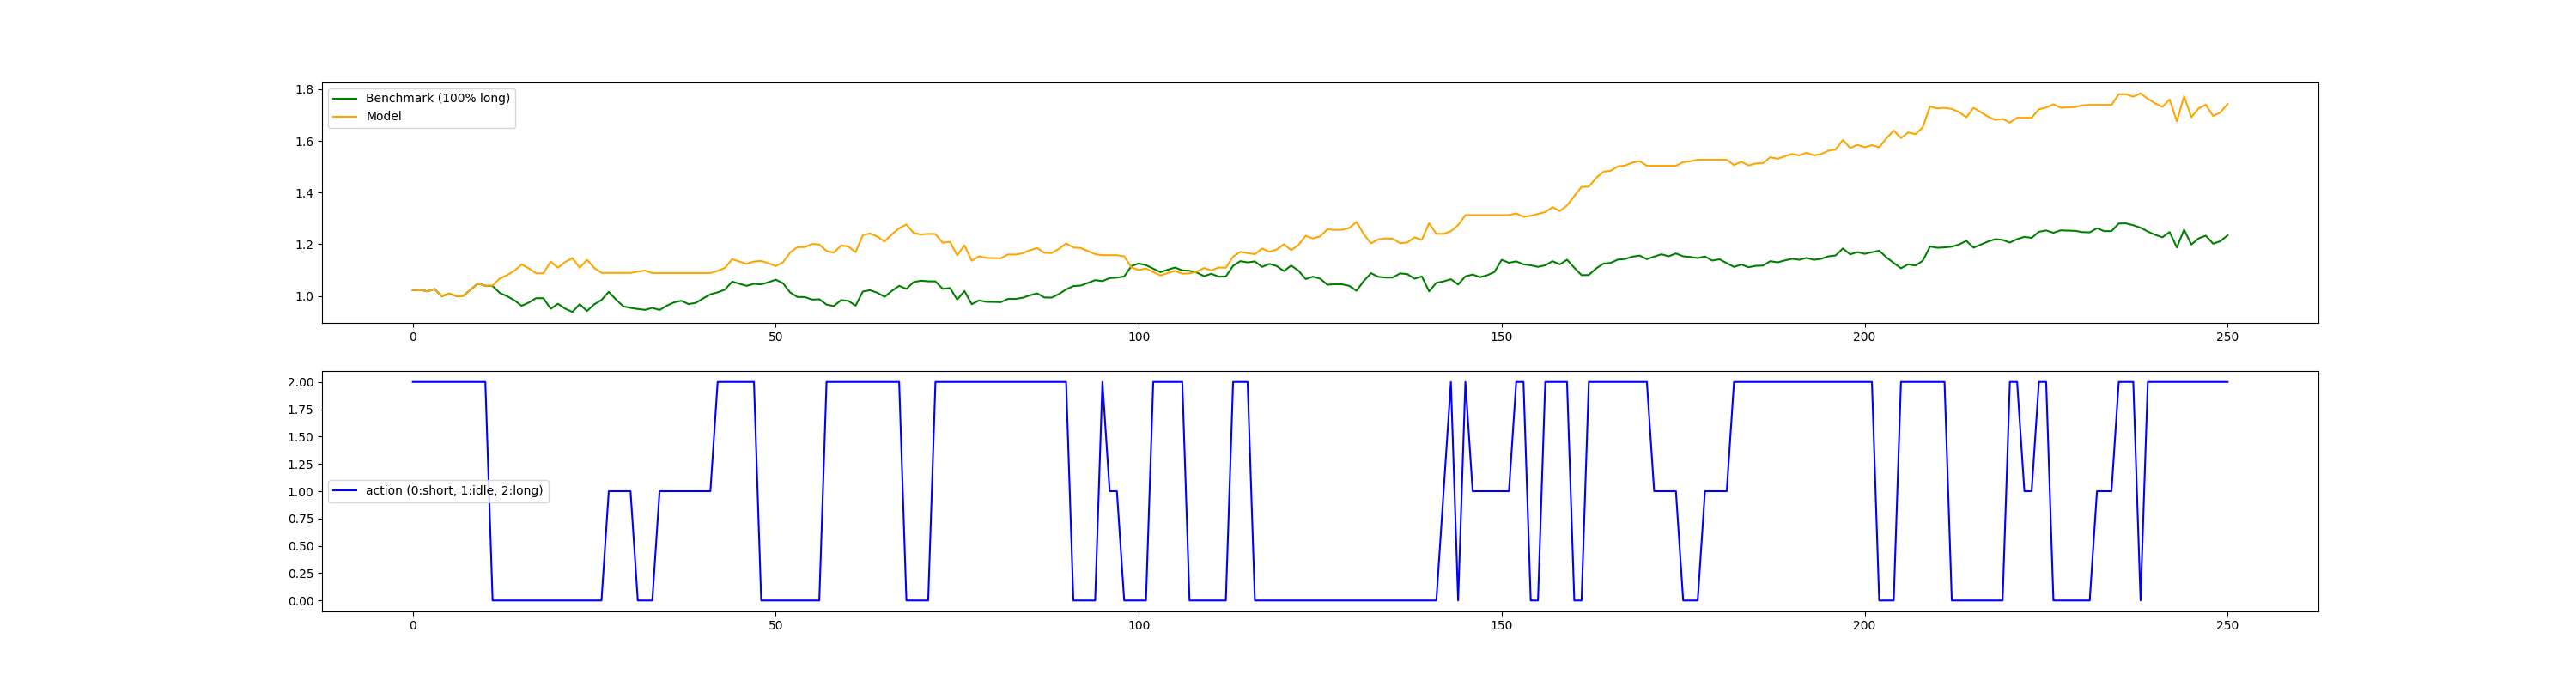 1.8
1.6
1.4
1.2
1.0
Benchmark (100% long)
Model
0 50 100 150 200 250
2.00
1.75
1.50
1.25
1.00
0.75
0.50
0.25
0.00
action (0:short, 1:idle, 2:long)
0 50 100 150 200 250